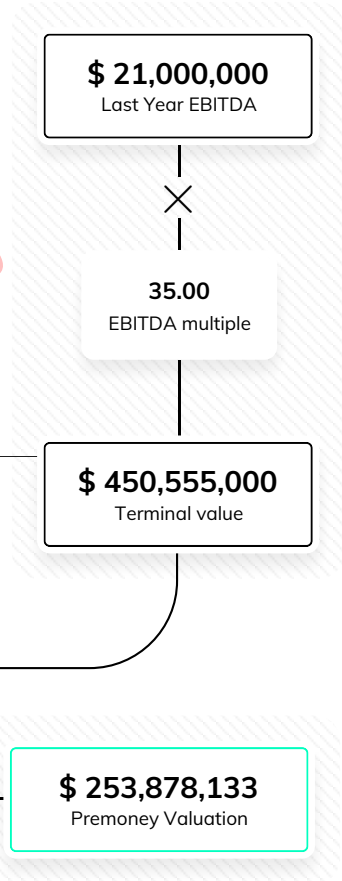 $ 21,000,000
Last Year EBITDA
35.00
EBITDA multiple
$ 450,555,000
Terminal value
$ 253,878,133
Premoney Valuation